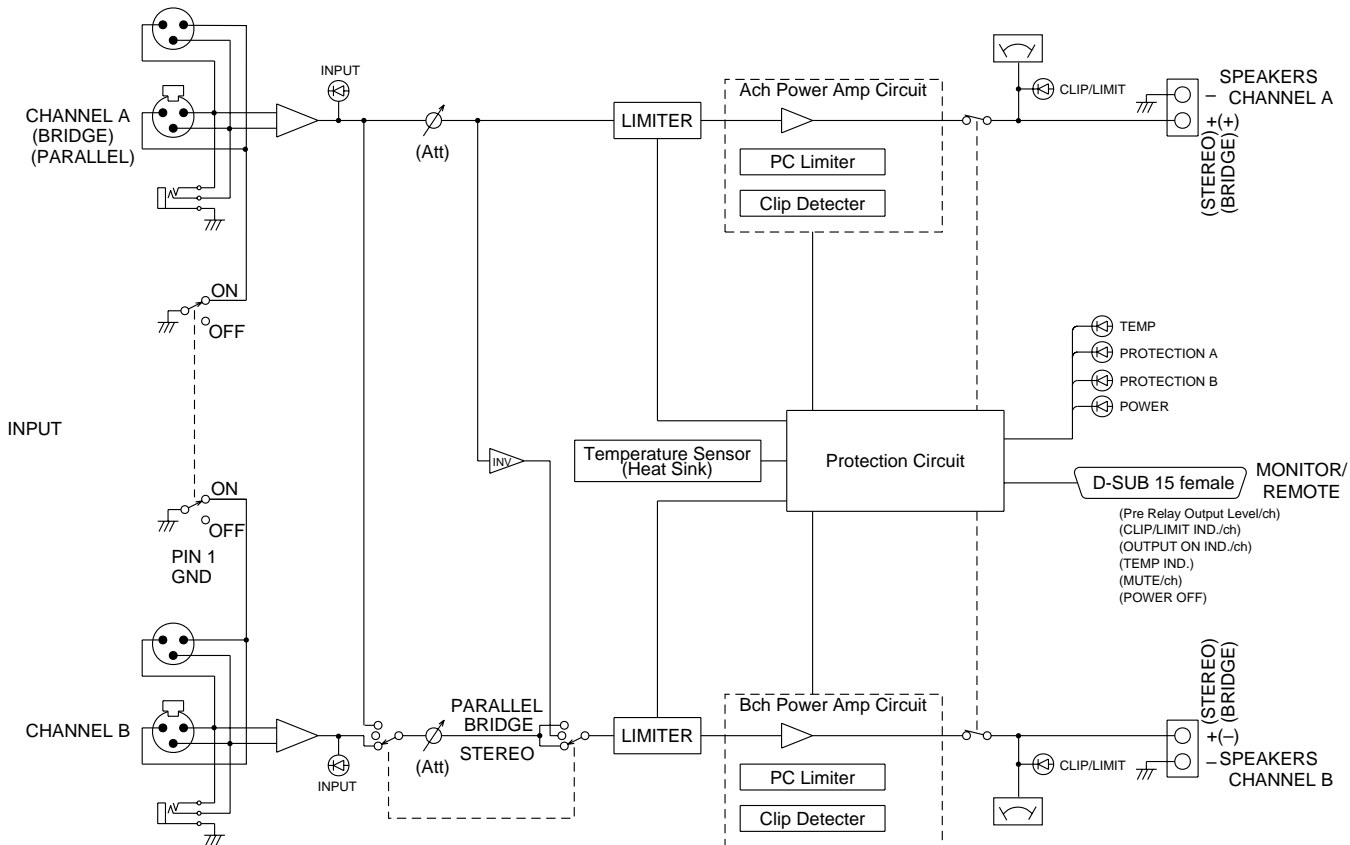 INPUT
CHANNEL A
(BRIDGE)
(PARALLEL)
(Att)
LIMITER
Ach Power Amp Circuit
PC Limiter
Clip Detecter
CLIP/LIMIT
SPEAKERS
CHANNEL A
–
+(+)
(STEREO)
(BRIDGE)
ON
OFF
INPUT
ON
OFF
PIN 1
GND
INV
Temperature Sensor
(Heat Sink)
Protection Circuit
TEMP
PROTECTION A
PROTECTION B
POWER
D-SUB 15 female
MONITOR/
REMOTE
(Pre Relay Output Level/ch)
(CLIP/LIMIT IND./ch)
(OUTPUT ON IND./ch)
(TEMP IND.)
(MUTE/ch)
(POWER OFF)
CHANNEL B
INPUT
(Att)
PARALLEL
BRIDGE
STEREO
LIMITER
Bch Power Amp Circuit
PC Limiter
Clip Detecter
CLIP/LIMIT
(STEREO)
(BRIDGE)
+(–)
–
SPEAKERS
CHANNEL B